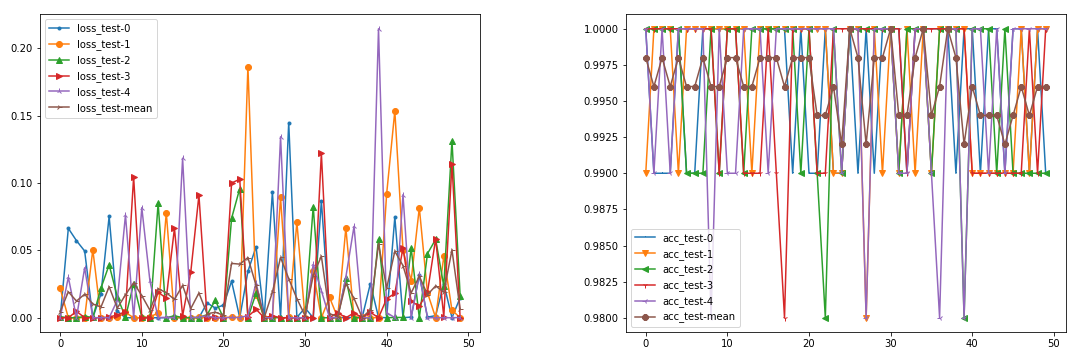 0.20
0.15
0.10
0.05
0.00
0
10
20
30
40
50
loss_test-0
loss_test-1
loss_test-2
loss_test-3
loss_test-4
loss_test-mean
1.0000
0.9975
0.9950
0.9925
0.9900
0.9875
0.9850
0.9825
0.9800
0
10
20
30
40
50
acc_test-0
acc_test-1
acc_test-2
acc_test-3
acc_test-4
acc_test-mean